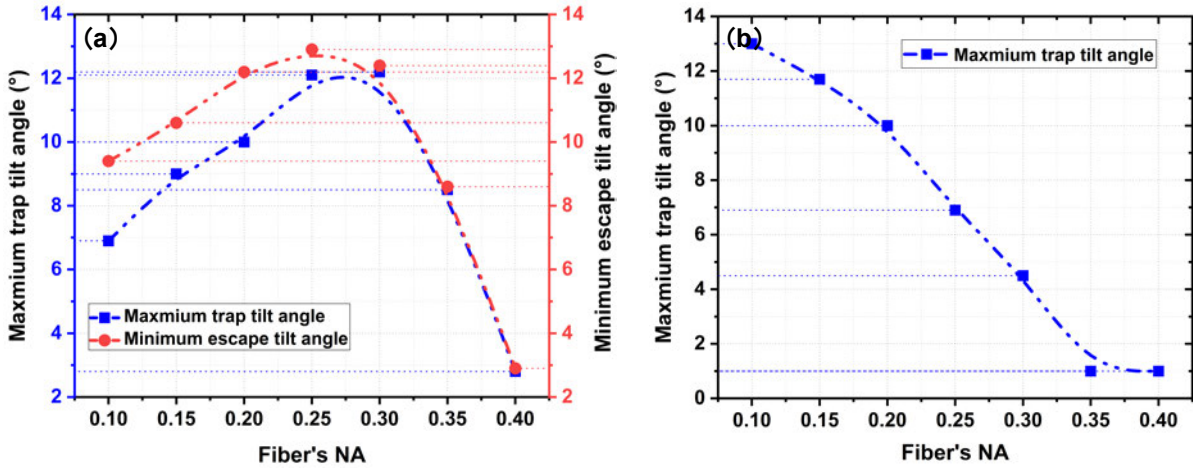 (a)
Maxmium trap tilt angle (°)
14
12
10
8
6
4
2
Maxmium trap tilt angle
Minimum escape tilt angle
0.10 0.15 0.20 0.25 0.30 0.35 0.40
Fiber's NA
14
12
10
8
6
4
2
Minimum escape tilt angle (°)
(b)
Maxmium trap tilt angle (°)
14
12
10
8
6
4
2
0
Maxmium trap tilt angle
0.10 0.15 0.20 0.25 0.30 0.35 0.40
Fiber's NA